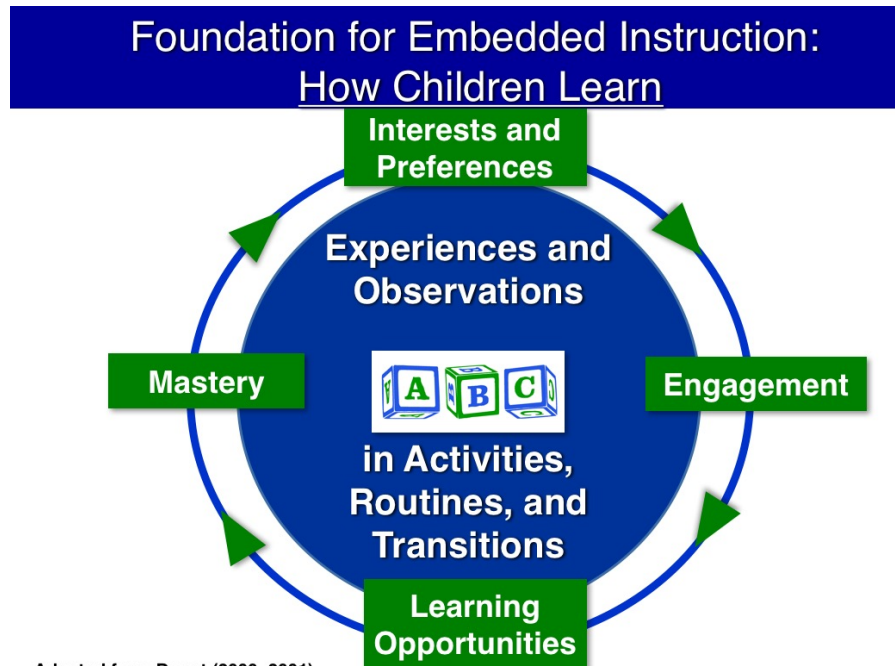 Foundation for Embedded Instruction:
How Children Learn
Interests and
Preferences
Experiences and
Observations
Mastery
A B C
Engagement
in Activities,
Routines, and
Transitions
Learning
Opportunities